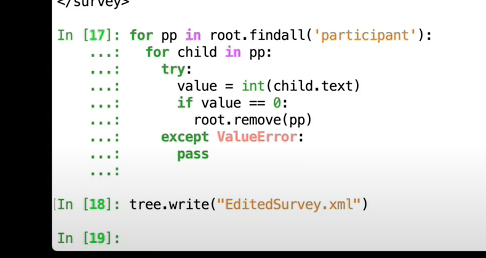 </survey>
In [17]: for pp in root.findall('participant'):
    ...:   for child in pp:
    ...:     try:
    ...:       value = int(child.text)
    ...:       if value == 0:
    ...:         root.remove(pp)
    ...:     except ValueError:
    ...:       pass
    ...:
In [18]: tree.write("EditedSurvey.xml")
In [19]: